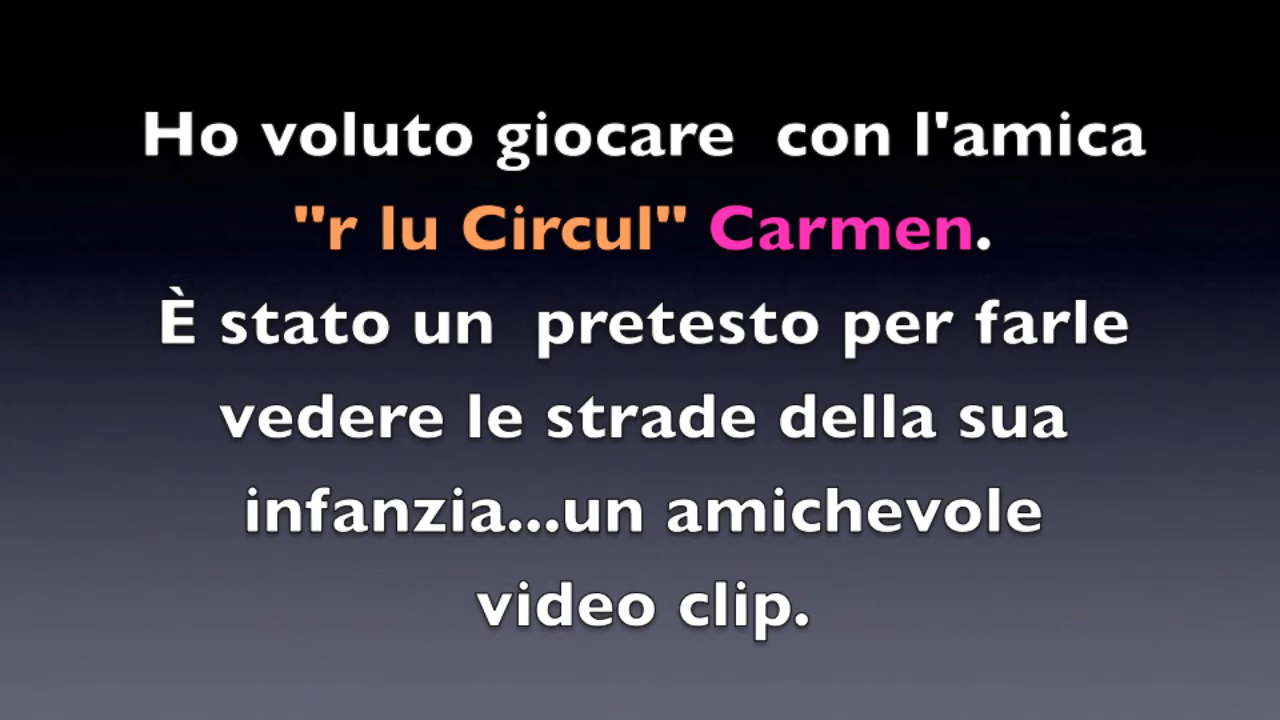 Ho voluto giocare  con l'amica
"r lu Circul" Carmen.
È stato un  pretesto per farle
vedere le strade della sua
infanzia...un amichevole
video clip.